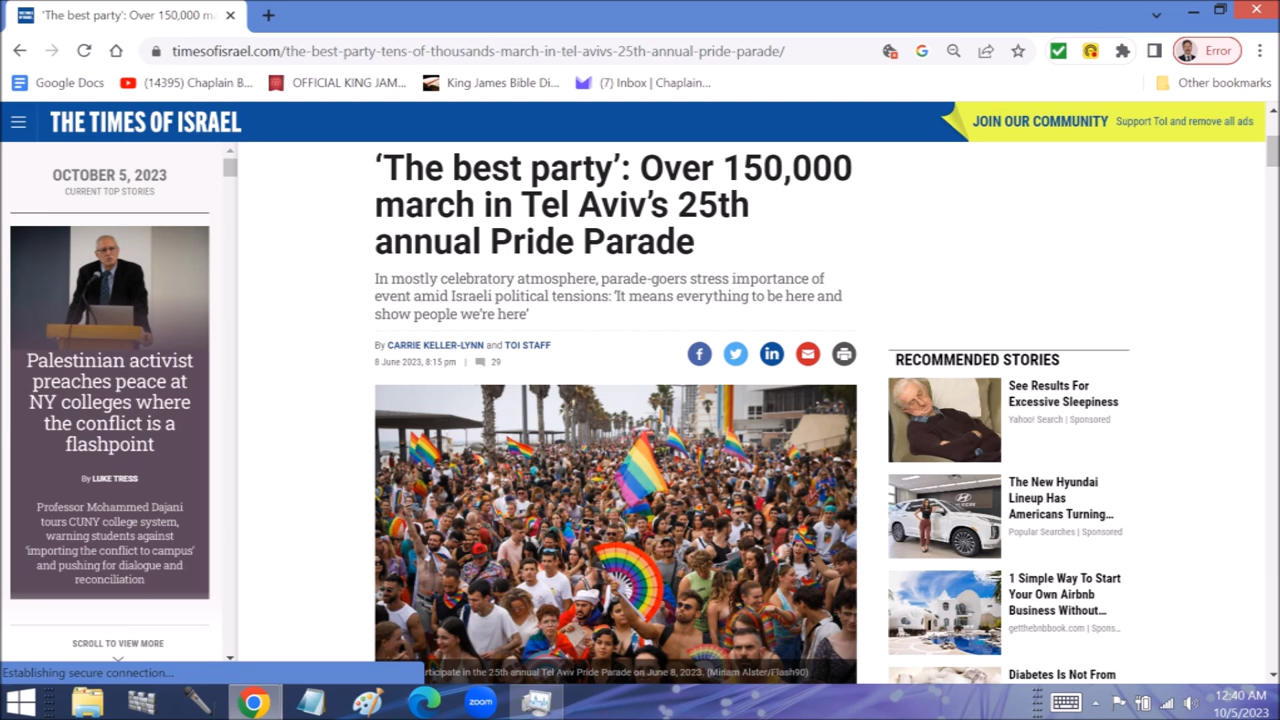 'The best party': Over 150,000 m
timesofisrael.com/the-best-party-tens-of-thousands-march-in-tel-avivs-25th-annual-pride-parade/
Error
Google Docs
(14395) Chaplain B...
OFFICIAL KING JAM...
King James Bible Di...
(7) Inbox | Chaplain...
Other bookmarks
THE TIMES OF ISRAEL
JOIN OUR COMMUNITY Support ToI and remove all ads
OCTOBER 5, 2023
CURRENT TOP STORIES
Palestinian activist
preaches peace at
NY colleges where
the conflict is a
flashpoint
By LUKE TRESS
Professor Mohammed Dajani
tours CUNY college system,
warning students against
'importing the conflict to campus'
and pushing for dialogue and
reconciliation
SCROLL TO VIEW MORE
'The best party': Over 150,000
march in Tel Aviv's 25th
annual Pride Parade
In mostly celebratory atmosphere, parade-goers stress importance of
event amid Israeli political tensions: 'It means everything to be here and
show people we're here'
By CARRIE KELLER-LYNN and TOI STAFF
8 June 2023, 8:15 pm | 29
rticipate in the 25th annual Tel Aviv Pride Parade on June 8, 2023. (Miriam Alster/Flash90)
RECOMMENDED STORIES
See Results For
Excessive Sleepiness
Yahoo! Search | Sponsored
The New Hyundai
Lineup Has
Americans Turning...
Popular Searches | Sponsored
1 Simple Way To Start
Your Own Airbnb
Business Without...
getthebnbbook.com | Spons...
Diabetes Is Not From
Establishing secure connection...
zoom
12:40 AM
10/5/2023